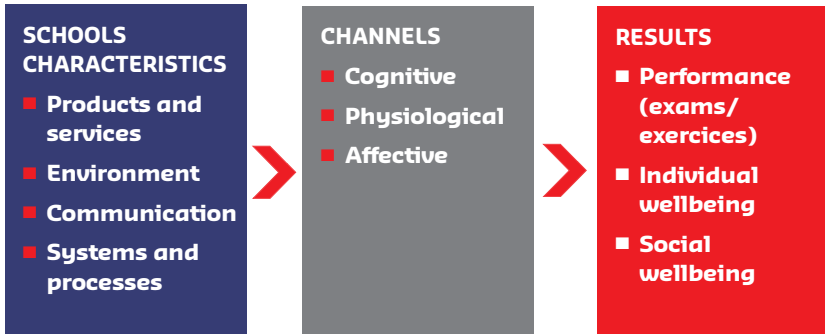 SCHOOLS
CHARACTERISTICS
Products and
services
Environment
Communication
Systems and
processes
CHANNELS
Cognitive
Physiological
Affective
RESULTS
Performance
(exams/
exercices)
Individual
wellbeing
Social
wellbeing